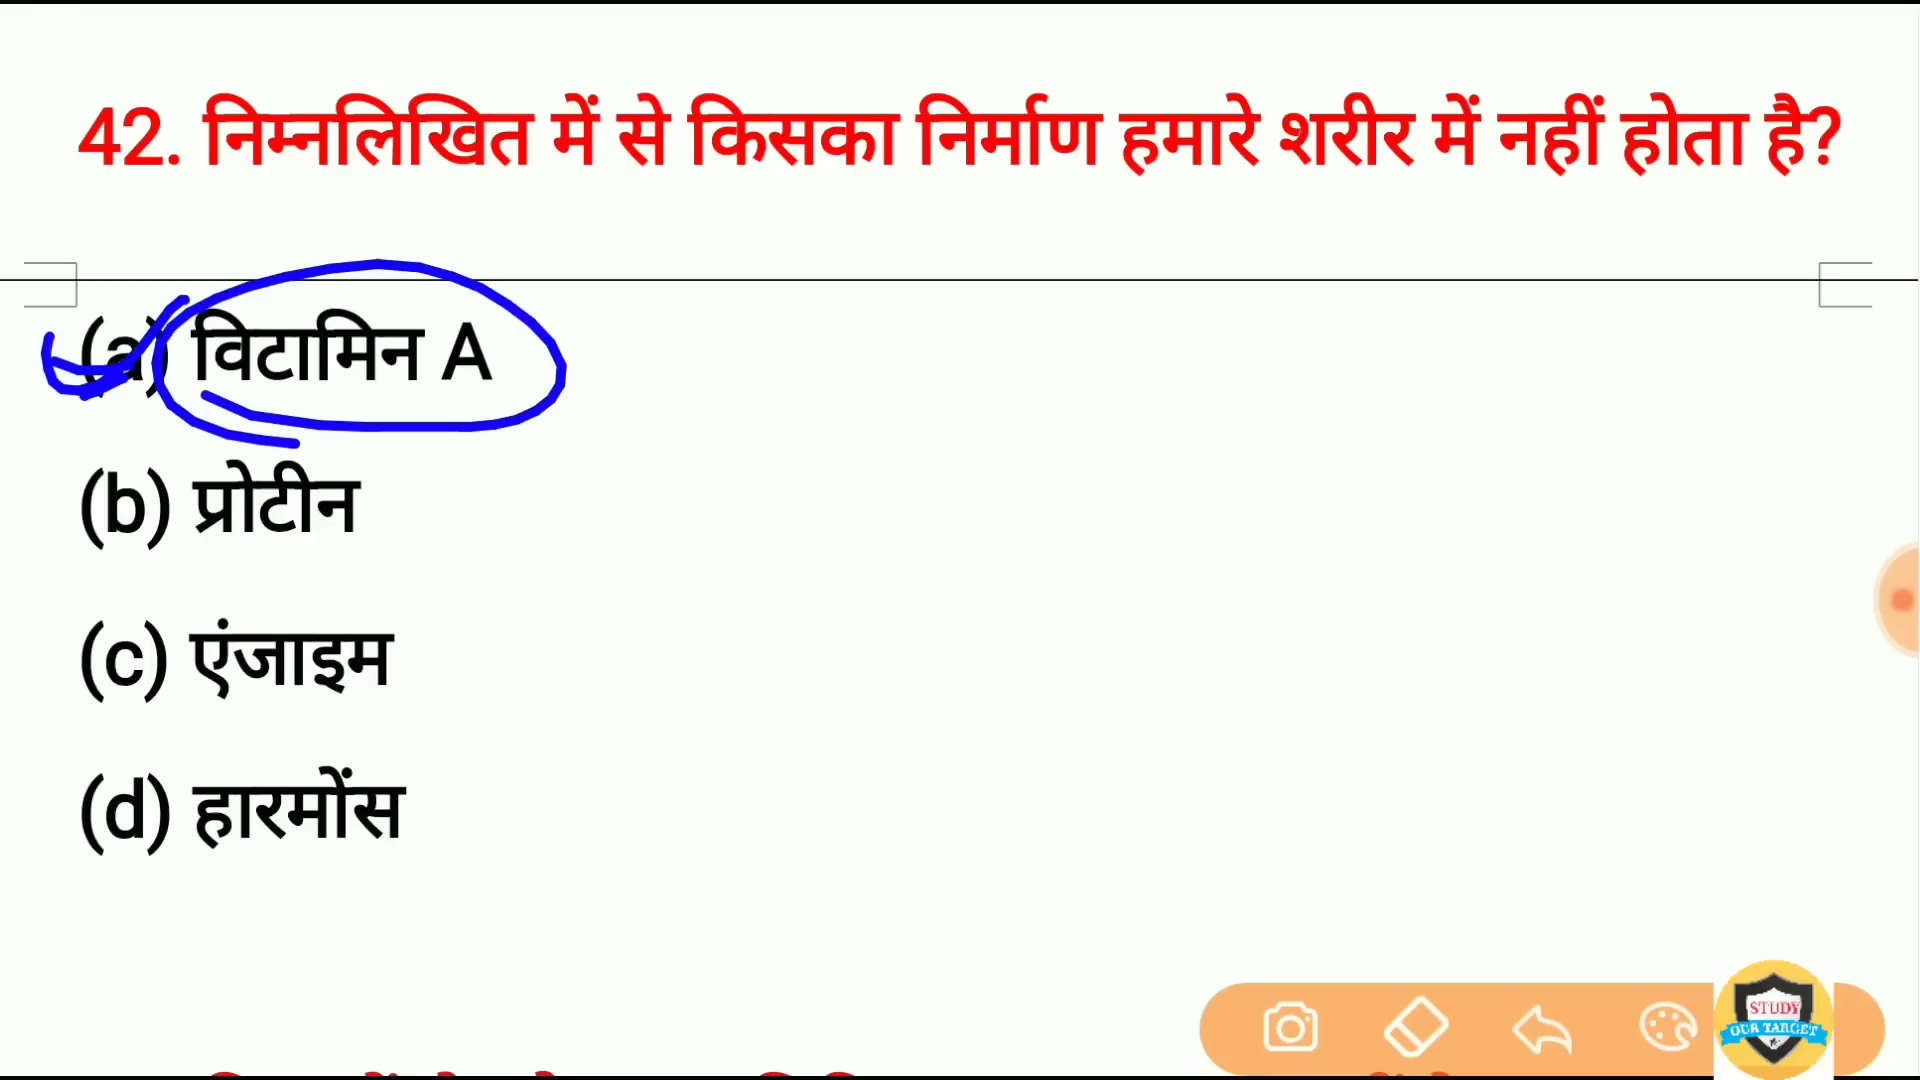 42. निम्नलिखित में से किसका निर्माण हमारे शरीर में नहीं होता है?
(a) विटामिन A
(b) प्रोटीन
(c) एंजाइम
(d) हारमोंस
STUDY
OUR TARGET